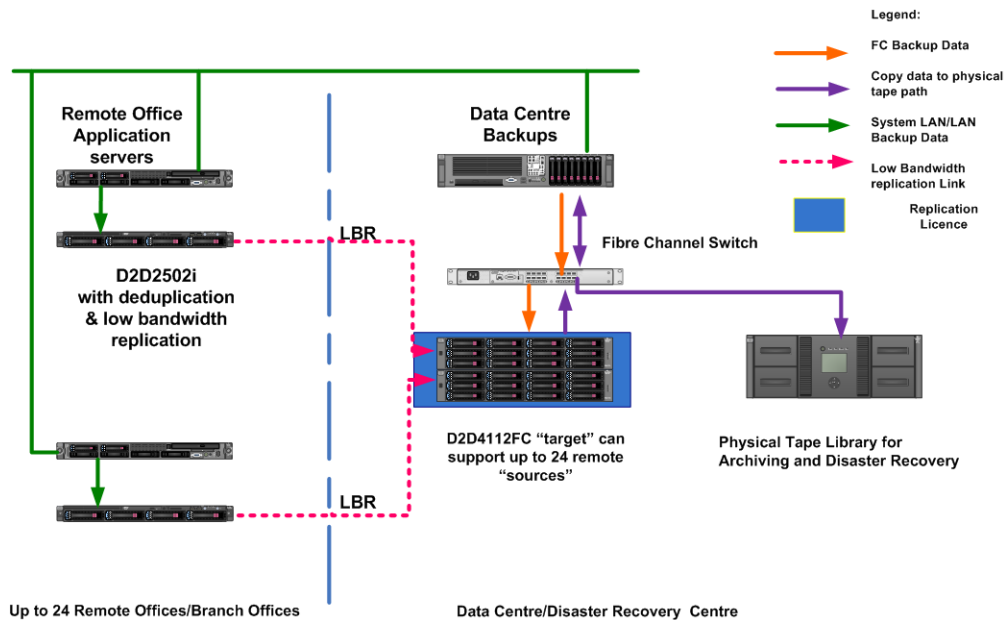 Legend:
FC Backup Data
Copy data to physical
tape path
System LAN/LAN
Backup Data
Low Bandwidth
replication Link
Replication
Licence
Remote Office
Application
servers
Data Centre
Backups
LBR
Fibre Channel Switch
D2D2502i
with deduplication
& low bandwidth
replication
D2D4112FC “target” can
support up to 24 remote
“sources”
Physical Tape Library for
Archiving and Disaster Recovery
LBR
Up to 24 Remote Offices/Branch Offices
Data Centre/Disaster Recovery Centre